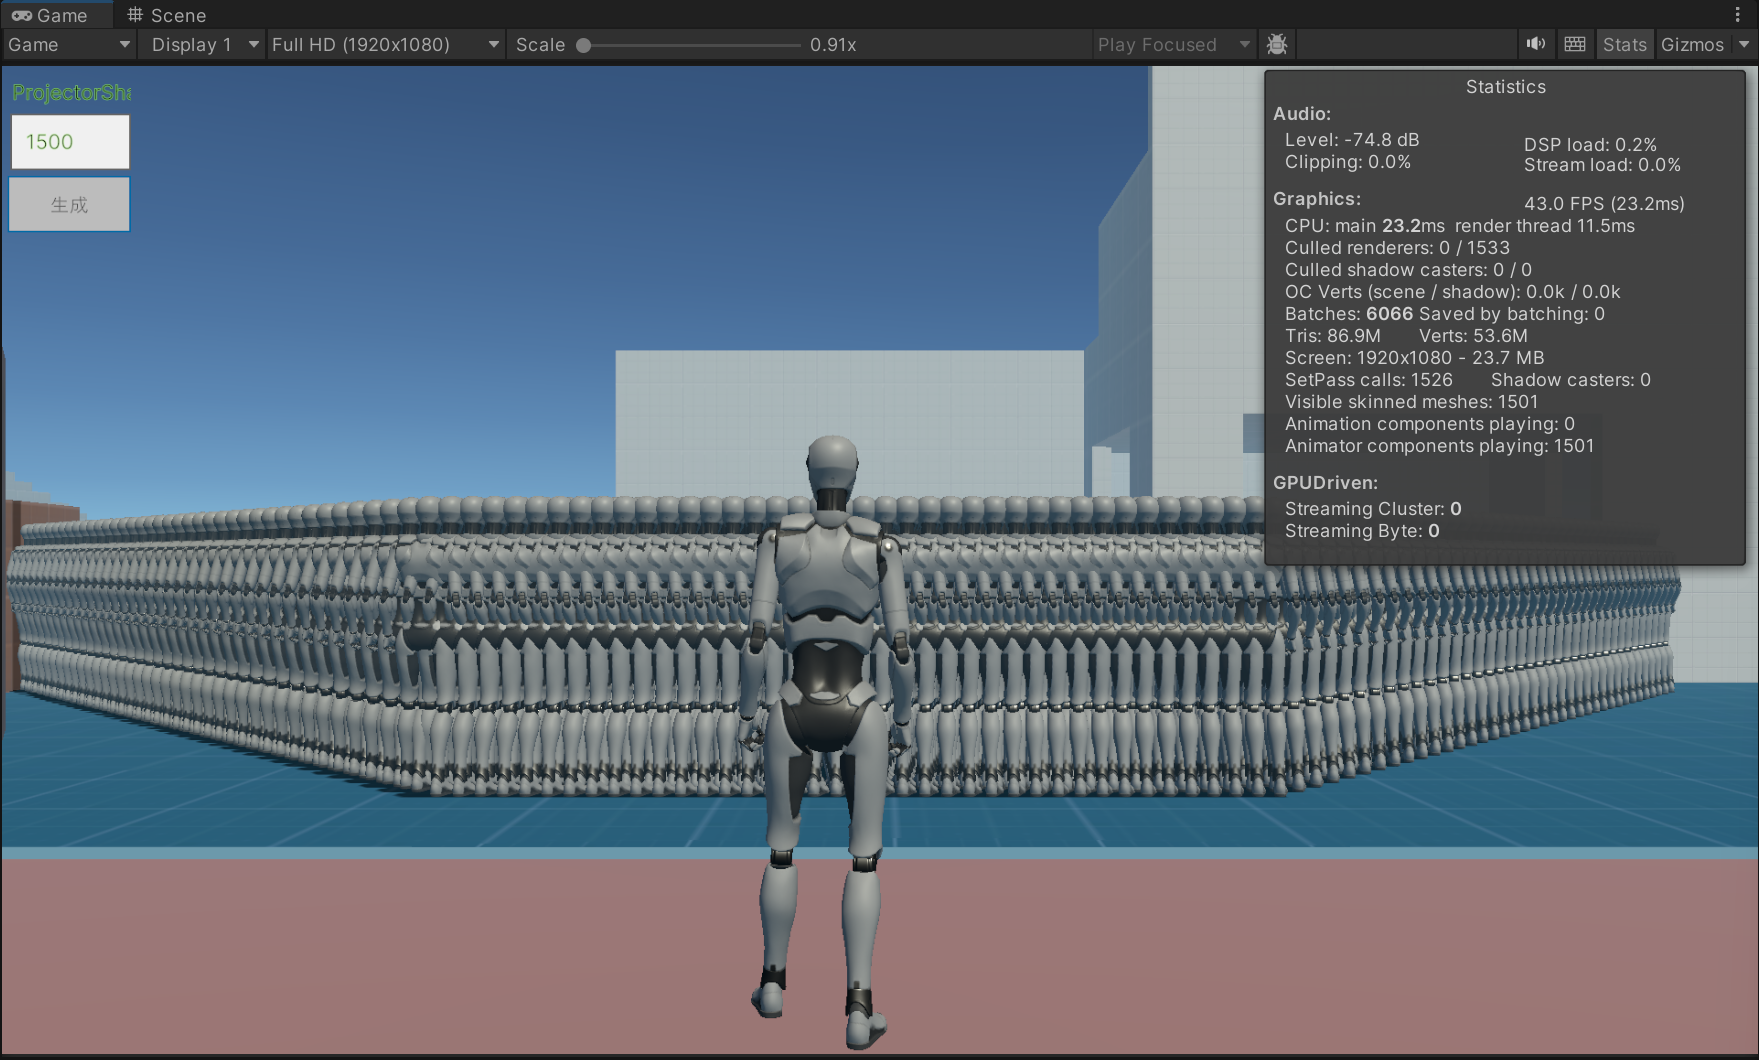 Game
Scene
Game
Display 1
Full HD (1920x1080)
Scale
0.91x
Play Focused
Stats
Gizmos
ProjectorSha
1500
生成
Statistics
Audio:
Level: -74.8 dB
DSP load: 0.2%
Clipping: 0.0%
Stream load: 0.0%
Graphics:
43.0 FPS (23.2ms)
CPU: main 23.2ms render thread 11.5ms
Culled renderers: 0 / 1533
Culled shadow casters: 0 / 0
OC Verts (scene / shadow): 0.0k / 0.0k
Batches: 6066 Saved by batching: 0
Tris: 86.9M Verts: 53.6M
Screen: 1920x1080 - 23.7 MB
SetPass calls: 1526 Shadow casters: 0
Visible skinned meshes: 1501
Animation components playing: 0
Animator components playing: 1501
GPUDriven:
Streaming Cluster: 0
Streaming Byte: 0